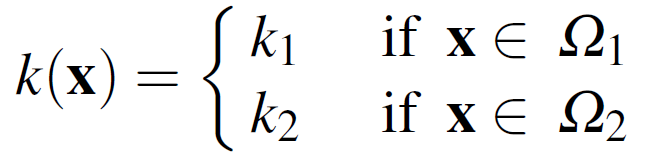 k(x) = { k₁ if x ∈ Ω₁
k₂ if x ∈ Ω₂